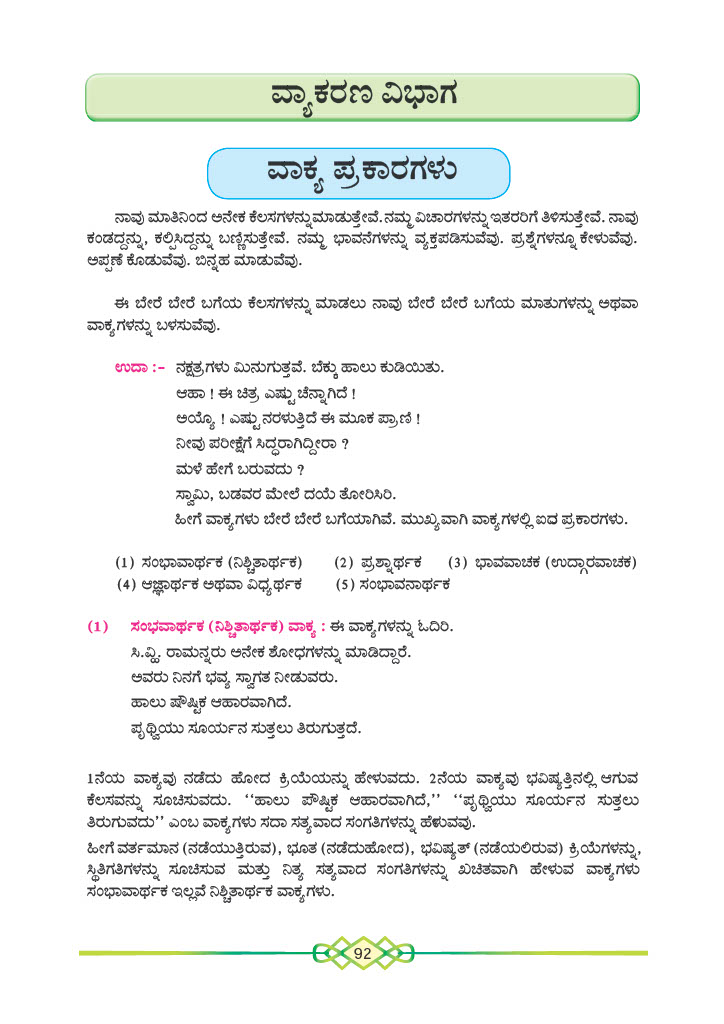 ವ್ಯಾಕರಣ ವಿಭಾಗ
ವಾಕ್ಯ ಪ್ರಕಾರಗಳು
ನಾವು ಮಾತಿನಿಂದ ಅನೇಕ ಕೆಲಸಗಳನ್ನು ಮಾಡುತ್ತೇವೆ. ನಮ್ಮ ವಿಚಾರಗಳನ್ನು ಇತರರಿಗೆ ತಿಳಿಸುತ್ತೇವೆ. ನಾವು
ಕಂಡದ್ದನ್ನು, ಕಲ್ಪಿಸಿದ್ದನ್ನು ಬಣ್ಣಿಸುತ್ತೇವೆ. ನಮ್ಮ ಭಾವನೆಗಳನ್ನು ವ್ಯಕ್ತಪಡಿಸುವೆವು. ಪ್ರಶ್ನೆಗಳನ್ನೂ ಕೇಳುವೆವು.
ಅಪ್ಪಣೆ ಕೊಡುವೆವು. ಬಿನ್ನಹ ಮಾಡುವೆವು.
ಈ ಬೇರೆ ಬೇರೆ ಬಗೆಯ ಕೆಲಸಗಳನ್ನು ಮಾಡಲು ನಾವು ಬೇರೆ ಬೇರೆ ಬಗೆಯ ಮಾತುಗಳನ್ನು ಅಥವಾ
ವಾಕ್ಯಗಳನ್ನು ಬಳಸುವೆವು.
ಉದಾ :- ನಕ್ಷತ್ರಗಳು ಮಿನುಗುತ್ತವೆ. ಬೆಕ್ಕು ಹಾಲು ಕುಡಿಯಿತು.
ಆಹಾ ! ಈ ಚಿತ್ರ ಎಷ್ಟು ಚೆನ್ನಾಗಿದೆ !
ಅಯ್ಯೊ ! ಎಷ್ಟು ನರಳುತ್ತಿದೆ ಈ ಮೂಕ ಪ್ರಾಣಿ !
ನೀವು ಪರೀಕ್ಷೆಗೆ ಸಿದ್ಧರಾಗಿದ್ದೀರಾ ?
ಮಳೆ ಹೇಗೆ ಬರುವದು ?
ಸ್ವಾಮಿ, ಬಡವರ ಮೇಲೆ ದಯೆ ತೋರಿಸಿರಿ.
ಹೀಗೆ ವಾಕ್ಯಗಳು ಬೇರೆ ಬೇರೆ ಬಗೆಯಾಗಿವೆ. ಮುಖ್ಯವಾಗಿ ವಾಕ್ಯಗಳಲ್ಲಿ ಐದ ಪ್ರಕಾರಗಳು.
(1) ಸಂಭಾವಾರ್ಥಕ (ನಿಶ್ಚಿತಾರ್ಥಕ) (2) ಪ್ರಶ್ನಾರ್ಥಕ (3) ಭಾವವಾಚಕ (ಉದ್ಗಾರವಾಚಕ)
(4) ಆಜ್ಞಾರ್ಥಕ ಅಥವಾ ವಿಧ್ಯರ್ಥಕ (5) ಸಂಭಾವನಾರ್ಥಕ
(1) ಸಂಭವಾರ್ಥಕ (ನಿಶ್ಚಿತಾರ್ಥಕ) ವಾಕ್ಯ : ಈ ವಾಕ್ಯಗಳನ್ನು ಓದಿರಿ.
ಸಿ.ವ್ಹಿ. ರಾಮನ್ನರು ಅನೇಕ ಶೋಧಗಳನ್ನು ಮಾಡಿದ್ದಾರೆ.
ಅವರು ನಿನಗೆ ಭವ್ಯ ಸ್ವಾಗತ ನೀಡುವರು.
ಹಾಲು ಷೌಷ್ಟಿಕ ಆಹಾರವಾಗಿದೆ.
ಪೃಥ್ವಿಯು ಸೂರ್ಯನ ಸುತ್ತಲು ತಿರುಗುತ್ತದೆ.
1ನೆಯ ವಾಕ್ಯವು ನಡೆದು ಹೋದ ಕ್ರಿಯೆಯನ್ನು ಹೇಳುವದು. 2ನೆಯ ವಾಕ್ಯವು ಭವಿಷ್ಯತ್ತಿನಲ್ಲಿ ಆಗುವ
ಕೆಲಸವನ್ನು ಸೂಚಿಸುವದು. ‘‘ಹಾಲು ಪೌಷ್ಟಿಕ ಆಹಾರವಾಗಿದೆ,’’ ‘‘ಪೃಥ್ವಿಯು ಸೂರ್ಯನ ಸುತ್ತಲು
ತಿರುಗುವದು’’ ಎಂಬ ವಾಕ್ಯಗಳು ಸದಾ ಸತ್ಯವಾದ ಸಂಗತಿಗಳನ್ನು ಹೆಳುವವು.
ಹೀಗೆ ವರ್ತಮಾನ (ನಡೆಯುತ್ತಿರುವ), ಭೂತ (ನಡೆದುಹೋದ), ಭವಿಷ್ಯತ್ (ನಡೆಯಲಿರುವ) ಕ್ರಿಯೆಗಳನ್ನು,
ಸ್ಥಿತಿಗತಿಗಳನ್ನು ಸೂಚಿಸುವ ಮತ್ತು ನಿತ್ಯ ಸತ್ಯವಾದ ಸಂಗತಿಗಳನ್ನು ಖಚಿತವಾಗಿ ಹೇಳುವ ವಾಕ್ಯಗಳು
ಸಂಭಾವಾರ್ಥಕ ಇಲ್ಲವೆ ನಿಶ್ಚಿತಾರ್ಥಕ ವಾಕ್ಯಗಳು.
92